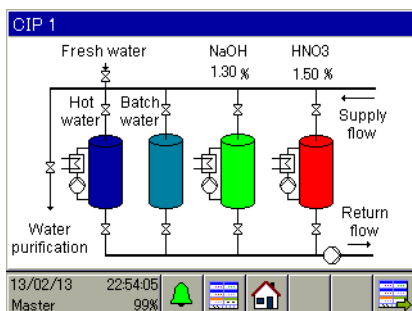 CIP 1
Fresh water
NaOH
HNO3
1.30 %
1.50 %
Hot
water
Batch
water
Supply
flow
Water
purification
Return
flow
13/02/13
22:54:05
Master
99%